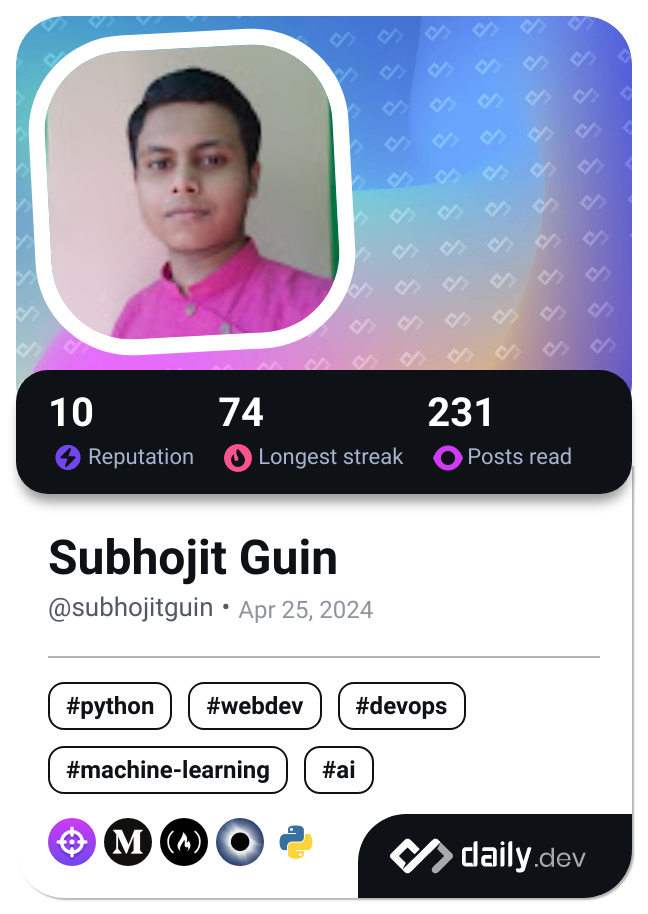 10 74 231
Reputation Longest streak Posts read
Subhojit Guin
@subhojitguin • Apr 25, 2024
#python #webdev #devops
#machine-learning #ai
M
daily.dev